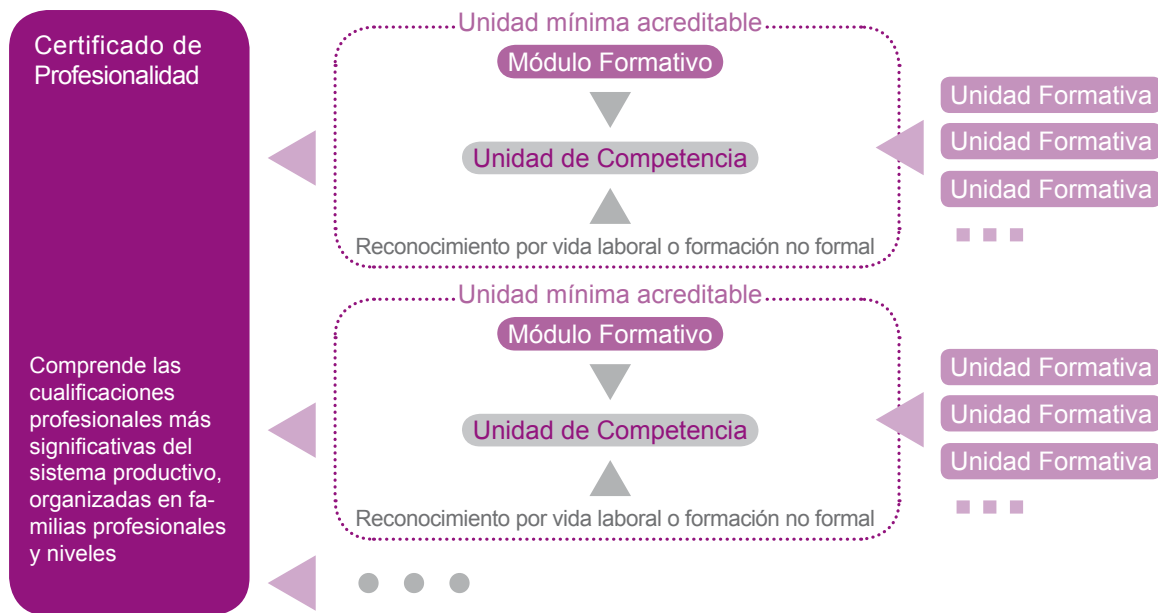 Certificado de
Profesionalidad
Comprende las
cualificaciones
profesionales más
significativas del
sistema productivo,
organizadas en fa-
milias profesionales
y niveles
Unidad mínima acreditable
Módulo Formativo
Unidad de Competencia
Reconocimiento por vida laboral o formación no formal
Unidad Formativa
Unidad Formativa
Unidad Formativa
Unidad mínima acreditable
Módulo Formativo
Unidad de Competencia
Reconocimiento por vida laboral o formación no formal
Unidad Formativa
Unidad Formativa
Unidad Formativa